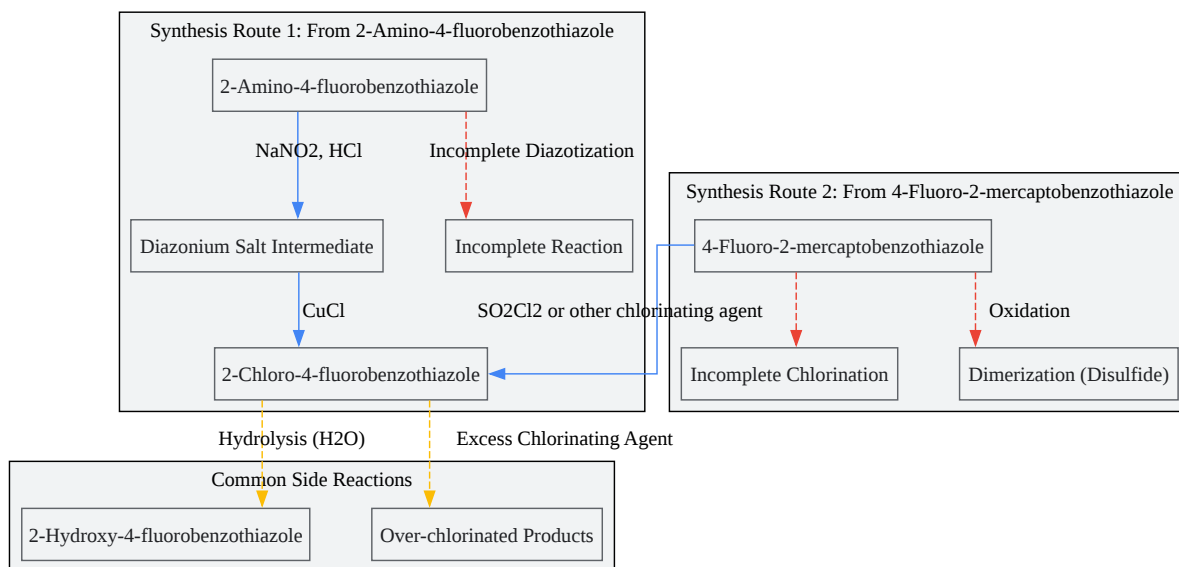 Synthesis Route 1: From 2-Amino-4-fluorobenzothiazole
2-Amino-4-fluorobenzothiazole
NaNO2, HCl
Incomplete Diazotization
Synthesis Route 2: From 4-Fluoro-2-mercaptobenzothiazole
Diazonium Salt Intermediate
Incomplete Reaction
4-Fluoro-2-mercaptobenzothiazole
CuCl
SO2Cl2 or other chlorinating agent
Oxidation
2-Chloro-4-fluorobenzothiazole
Incomplete Chlorination
Dimerization (Disulfide)
Hydrolysis (H2O)
Excess Chlorinating Agent
Common Side Reactions
2-Hydroxy-4-fluorobenzothiazole
Over-chlorinated Products